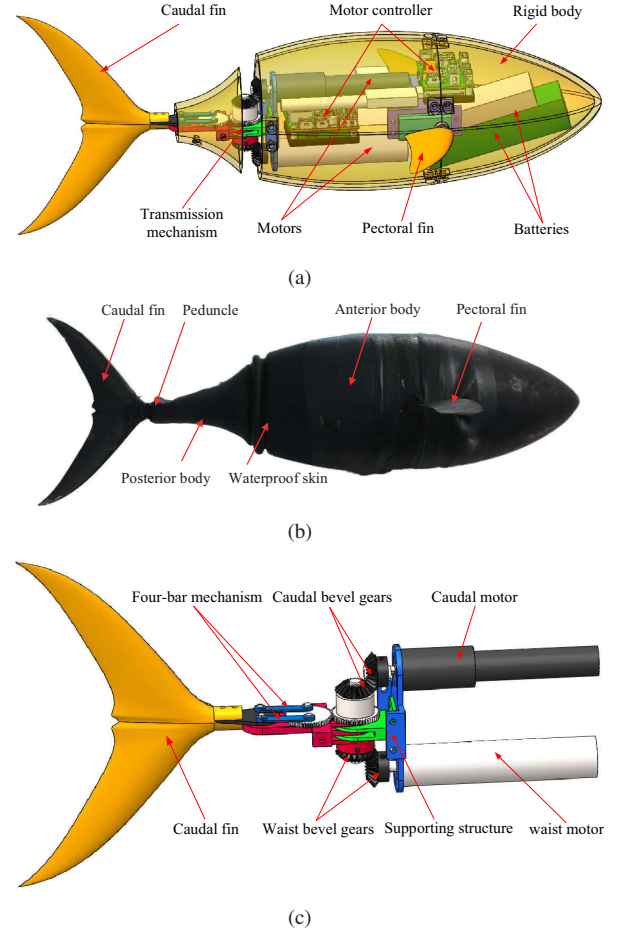 Caudal fin
Motor controller
Rigid body
Transmission
mechanism
Motors
Pectoral fin
Batteries
(a)
Caudal fin
Peduncle
Anterior body
Pectoral fin
Posterior body
Waterproof skin
(b)
Four-bar mechanism
Caudal bevel gears
Caudal motor
Caudal fin
Waist bevel gears
Supporting structure
waist motor
(c)